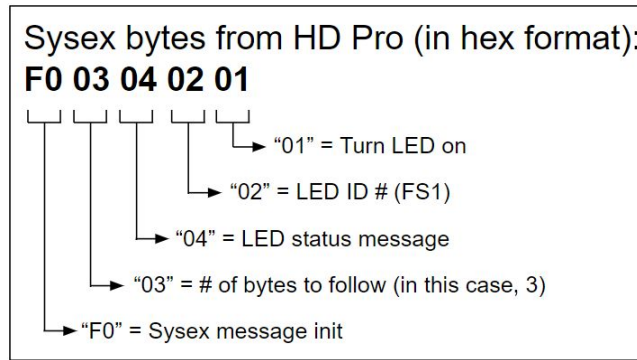 Sysex bytes from HD Pro (in hex format):
F0 03 04 02 01
“01” = Turn LED on
“02” = LED ID # (FS1)
“04” = LED status message
“03” = # of bytes to follow (in this case, 3)
“F0” = Sysex message init